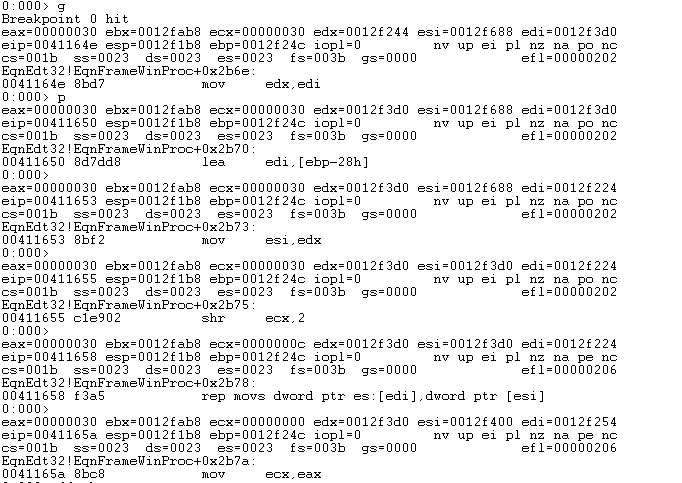 0:000> g
Breakpoint 0 hit
eax=00000030 ebx=0012fab8 ecx=00000030 edx=0012f244 esi=0012f688 edi=0012f3d0
eip=0041164e esp=0012f1b8 ebp=0012f24c iopl=0 nv up ei pl nz na po nc
cs=001b ss=0023 ds=0023 es=0023 fs=003b gs=0000 efl=00000202
EqnEdt32!EqnFrameWinProc+0x2b6e:
0041164e 8bd7 mov edx,edi
0:000> p
eax=00000030 ebx=0012fab8 ecx=00000030 edx=0012f3d0 esi=0012f688 edi=0012f3d0
eip=00411650 esp=0012f1b8 ebp=0012f24c iopl=0 nv up ei pl nz na po nc
cs=001b ss=0023 ds=0023 es=0023 fs=003b gs=0000 efl=00000202
EqnEdt32!EqnFrameWinProc+0x2b70:
00411650 8d7dd8 lea edi,[ebp-28h]
0:000>
eax=00000030 ebx=0012fab8 ecx=00000030 edx=0012f3d0 esi=0012f688 edi=0012f224
eip=00411653 esp=0012f1b8 ebp=0012f24c iopl=0 nv up ei pl nz na po nc
cs=001b ss=0023 ds=0023 es=0023 fs=003b gs=0000 efl=00000202
EqnEdt32!EqnFrameWinProc+0x2b73:
00411653 8bf2 mov esi,edx
0:000>
eax=00000030 ebx=0012fab8 ecx=00000030 edx=0012f3d0 esi=0012f3d0 edi=0012f224
eip=00411655 esp=0012f1b8 ebp=0012f24c iopl=0 nv up ei pl nz na po nc
cs=001b ss=0023 ds=0023 es=0023 fs=003b gs=0000 efl=00000202
EqnEdt32!EqnFrameWinProc+0x2b75:
00411655 c1e902 shr ecx,2
0:000>
eax=00000030 ebx=0012fab8 ecx=0000000c edx=0012f3d0 esi=0012f3d0 edi=0012f224
eip=00411658 esp=0012f1b8 ebp=0012f24c iopl=0 nv up ei pl nz na pe nc
cs=001b ss=0023 ds=0023 es=0023 fs=003b gs=0000 efl=00000206
EqnEdt32!EqnFrameWinProc+0x2b78:
00411658 f3a5 rep movs dword ptr es:[edi],dword ptr [esi]
0:000>
eax=00000030 ebx=0012fab8 ecx=00000000 edx=0012f3d0 esi=0012f400 edi=0012f254
eip=0041165a esp=0012f1b8 ebp=0012f24c iopl=0 nv up ei pl nz na pe nc
cs=001b ss=0023 ds=0023 es=0023 fs=003b gs=0000 efl=00000206
EqnEdt32!EqnFrameWinProc+0x2b7a:
0041165a 8bc8 mov ecx,eax